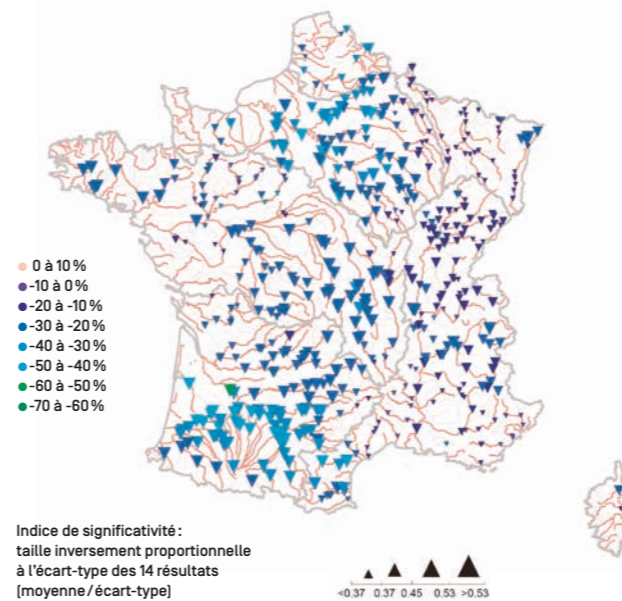 0 à 10 %
-10 à 0 %
-20 à -10 %
-30 à -20 %
-40 à -30 %
-50 à -40 %
-60 à -50 %
-70 à -60 %
Indice de significativité :
taille inversement proportionnelle
à l'écart-type des 14 résultats
(moyenne / écart-type)
<0.37 0.37 0.45 0.53 >0.53